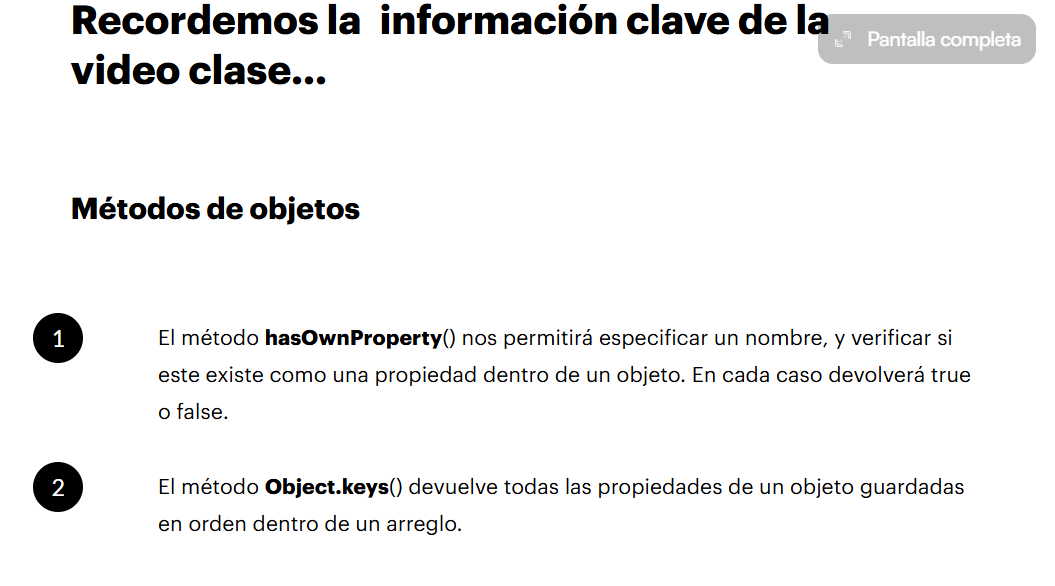 Recordemos la  información clave de la
Pantalla completa
video clase...
Métodos de objetos
1
El método hasOwnProperty() nos permitirá especificar un nombre, y verificar si
este existe como una propiedad dentro de un objeto. En cada caso devolverá true
o false.
2
El método Object.keys() devuelve todas las propiedades de un objeto guardadas
en orden dentro de un arreglo.